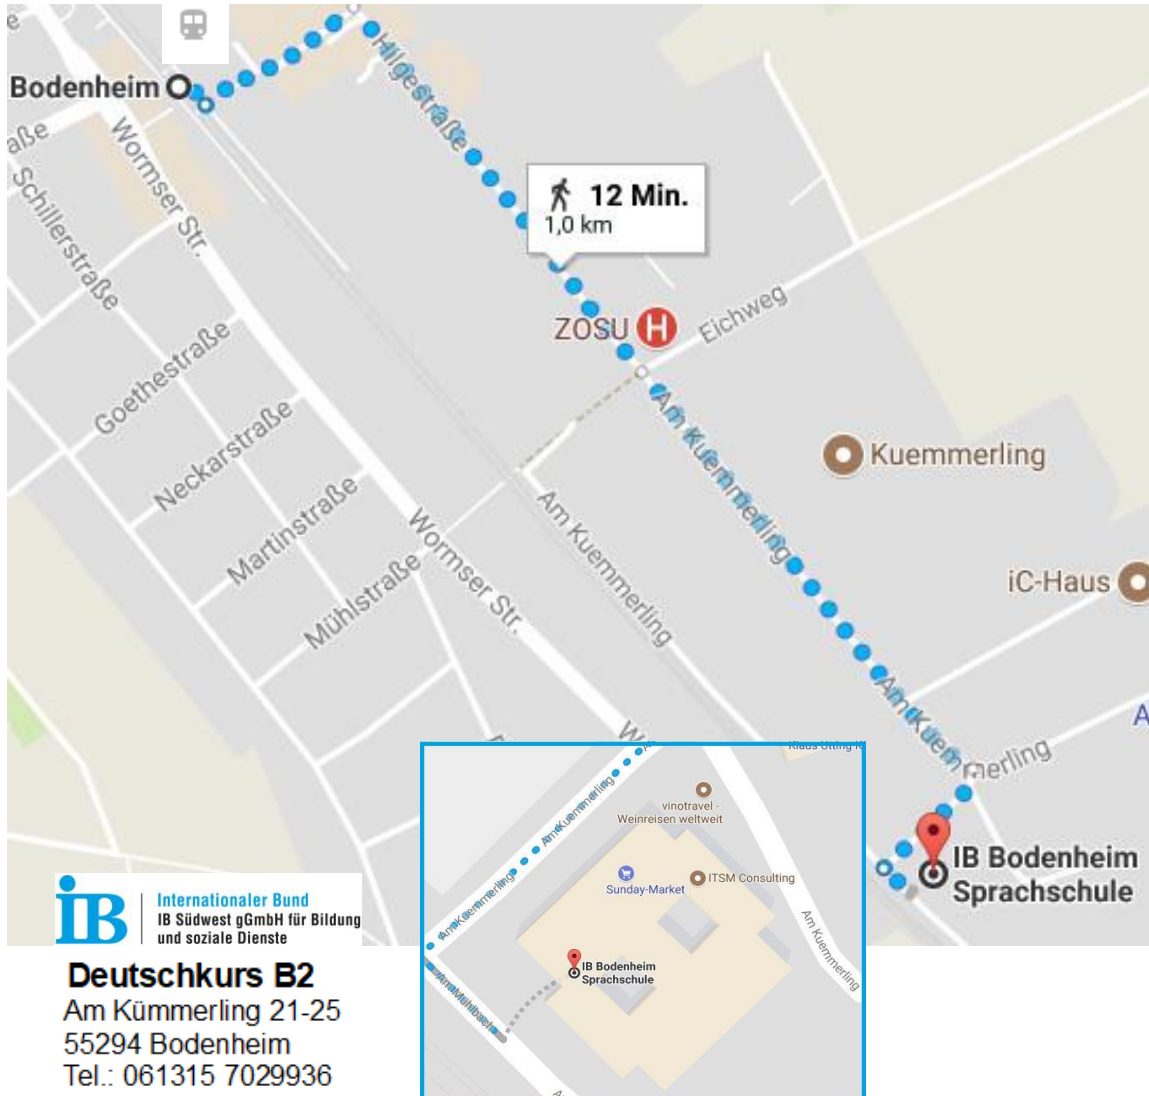 Bodenheim
aße
Wormser Str.
Schillerstraße
Hilgestraße
12 Min.
1,0 km
ZOSU H
Eichweg
Goethestraße
Neckarstraße
Martinstraße
Mühlstraße
Wormser Str.
Am Kuemmerling
Am Kuemmerling
Kuemmerling
iC-Haus
Am Kuemmerling
A
W
IB Bodenheim
Sprachschule
Am Kuemmerling
vinotravel -
Weinreisen weltweit
Sunday-Market
ITSM Consulting
Am Kuemmerling
Am Kuemmerling
IB Bodenheim
Sprachschule
Am Mühlbach
iB
Internationaler Bund
IB Südwest gGmbH für Bildung
und soziale Dienste
Deutschkurs B2
Am Kümmerling 21-25
55294 Bodenheim
Tel.: 061315 7029936